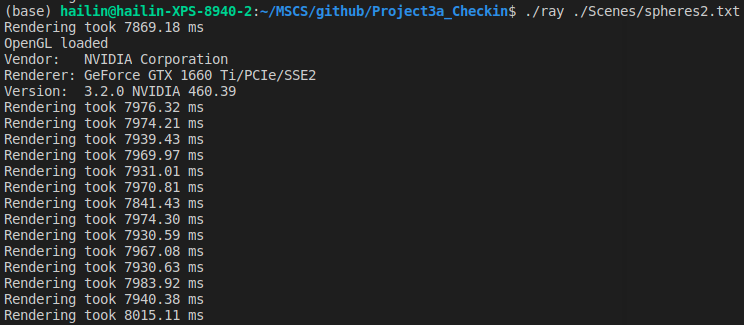 (base) hailin@hailin-XPS-8940-2:~/MSCS/github/Project3a_Checkin$ ./ray ./Scenes/spheres2.txt
Rendering took 7869.18 ms
OpenGL loaded
Vendor:   NVIDIA Corporation
Renderer: GeForce GTX 1660 Ti/PCIe/SSE2
Version:  3.2.0 NVIDIA 460.39
Rendering took 7976.32 ms
Rendering took 7974.21 ms
Rendering took 7939.43 ms
Rendering took 7969.97 ms
Rendering took 7931.01 ms
Rendering took 7970.81 ms
Rendering took 7841.43 ms
Rendering took 7974.30 ms
Rendering took 7930.59 ms
Rendering took 7967.08 ms
Rendering took 7930.63 ms
Rendering took 7983.92 ms
Rendering took 7940.38 ms
Rendering took 8015.11 ms